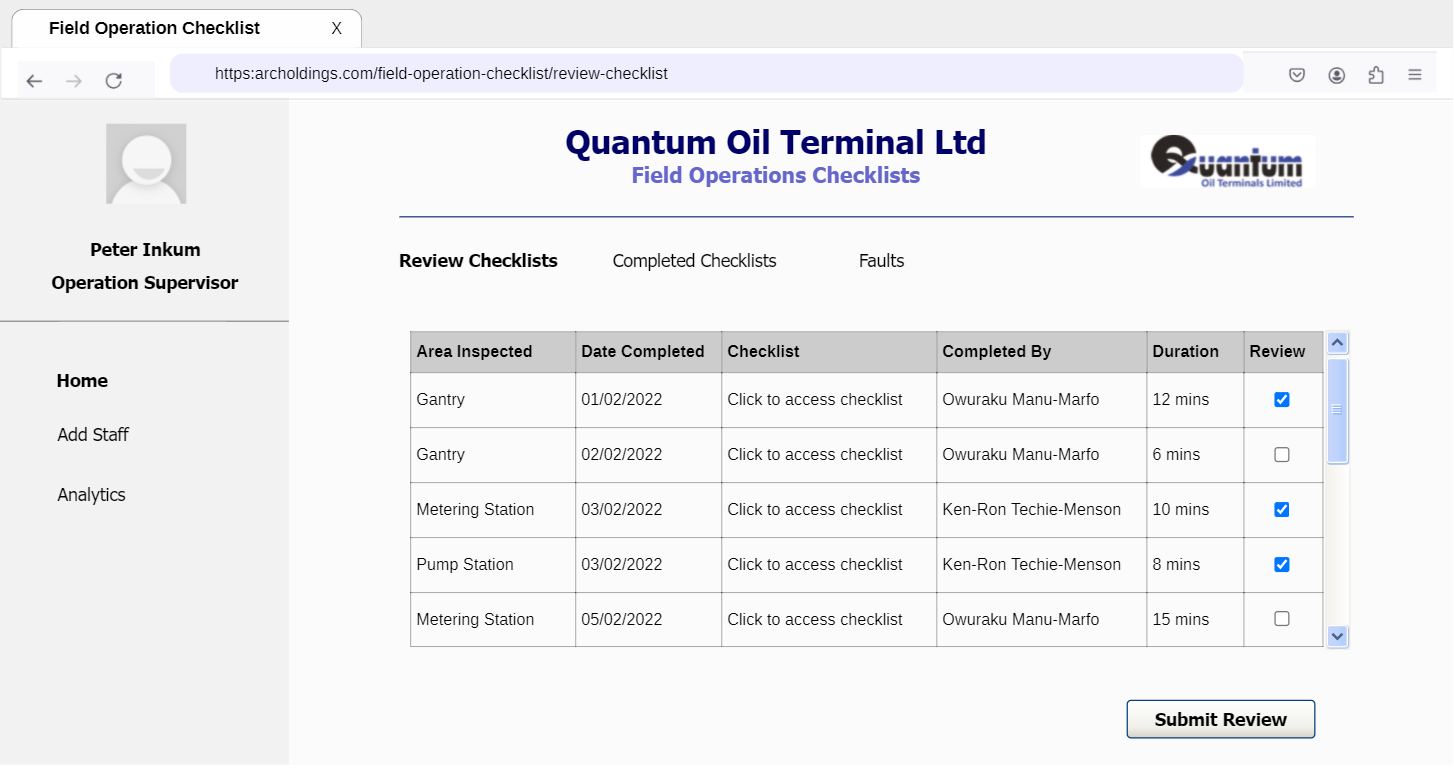 Field Operation Checklist X
https:archoldings.com/field-operation-checklist/review-checklist
Peter Inkum
Operation Supervisor
Home
Add Staff
Analytics
Quantum Oil Terminal Ltd
Field Operations Checklists
Quantum
Oil Terminals Limited
Review Checklists Completed Checklists Faults
Area Inspected Date Completed Checklist Completed By Duration Review
Gantry 01/02/2022 Click to access checklist Owuraku Manu-Marfo 12 mins
Gantry 02/02/2022 Click to access checklist Owuraku Manu-Marfo 6 mins
Metering Station 03/02/2022 Click to access checklist Ken-Ron Techie-Menson 10 mins
Pump Station 03/02/2022 Click to access checklist Ken-Ron Techie-Menson 8 mins
Metering Station 05/02/2022 Click to access checklist Owuraku Manu-Marfo 15 mins
Submit Review